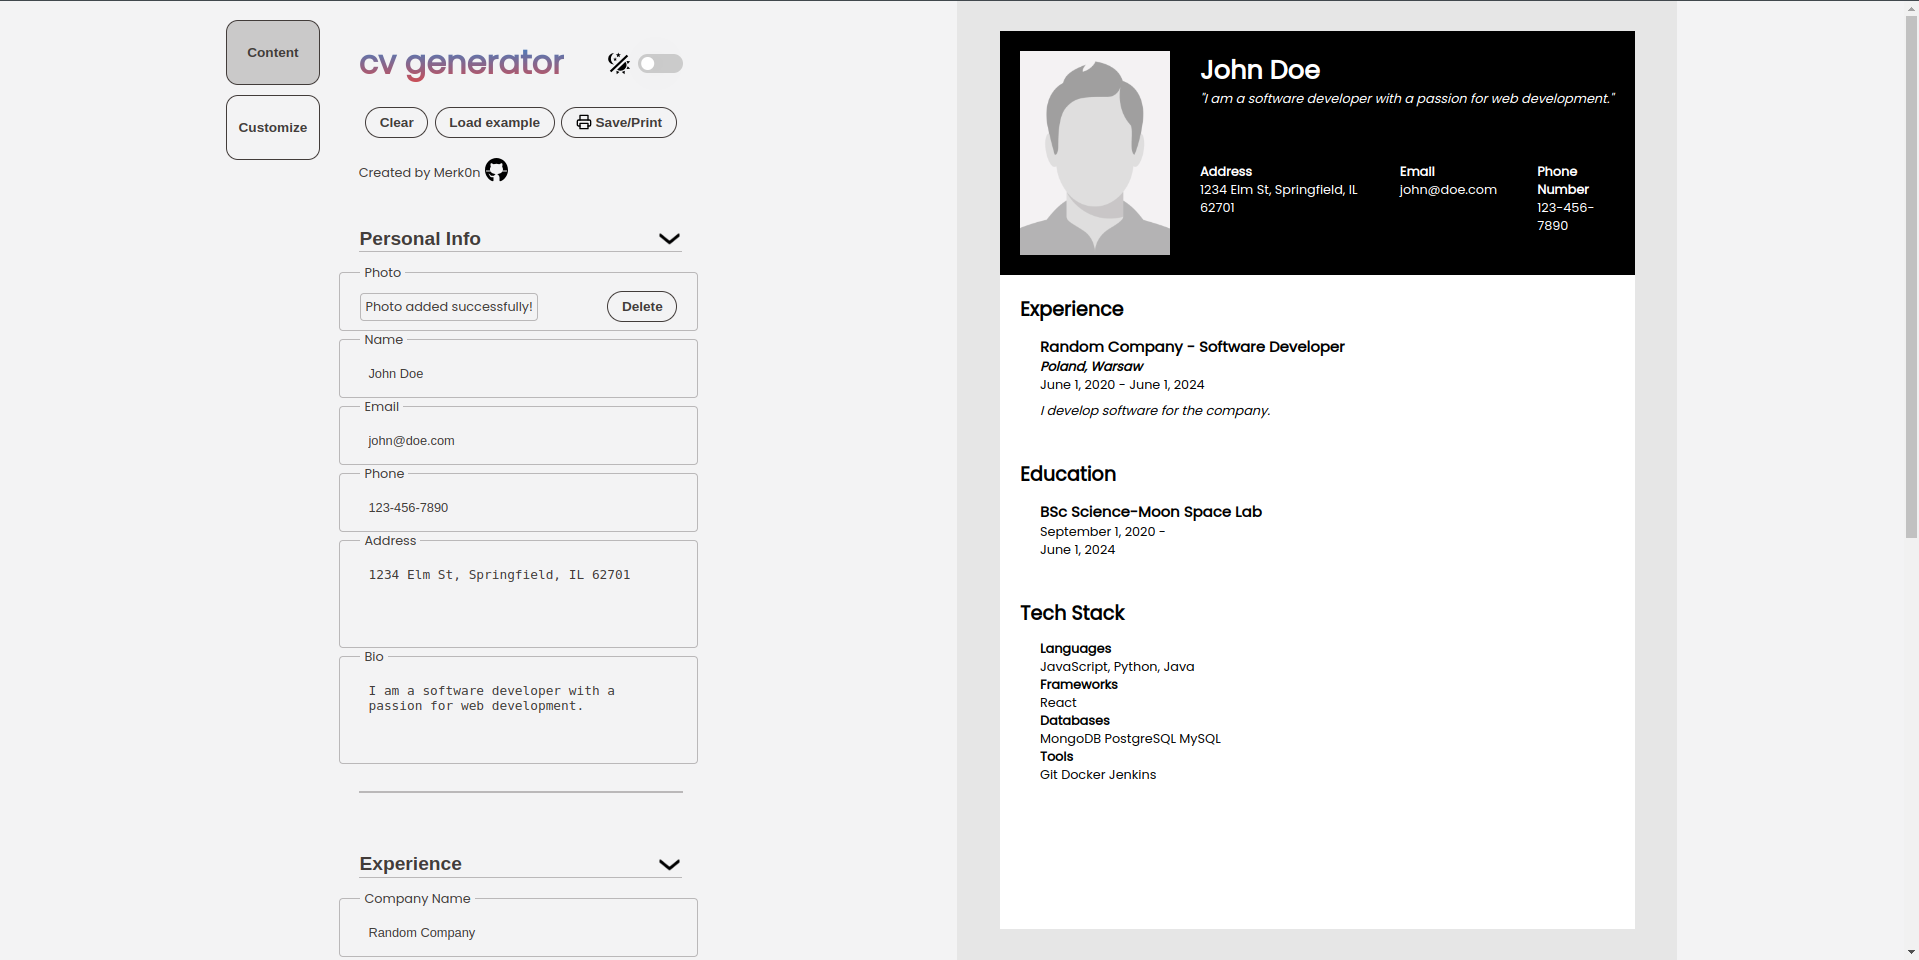 Content
Customize
cv generator
Clear
Load example
Save/Print
Created by Merk0n
Personal Info
Photo
Photo added successfully!
Delete
Name
John Doe
Email
john@doe.com
Phone
123-456-7890
Address
1234 Elm St, Springfield, IL 62701
Bio
I am a software developer with a
passion for web development.
Experience
Company Name
Random Company
John Doe
"I am a software developer with a passion for web development."
Address
1234 Elm St, Springfield, IL
62701
Email
john@doe.com
Phone
Number
123-456-
7890
Experience
Random Company - Software Developer
Poland, Warsaw
June 1, 2020 - June 1, 2024
I develop software for the company.
Education
BSc Science-Moon Space Lab
September 1, 2020 -
June 1, 2024
Tech Stack
Languages
JavaScript, Python, Java
Frameworks
React
Databases
MongoDB PostgreSQL MySQL
Tools
Git Docker Jenkins